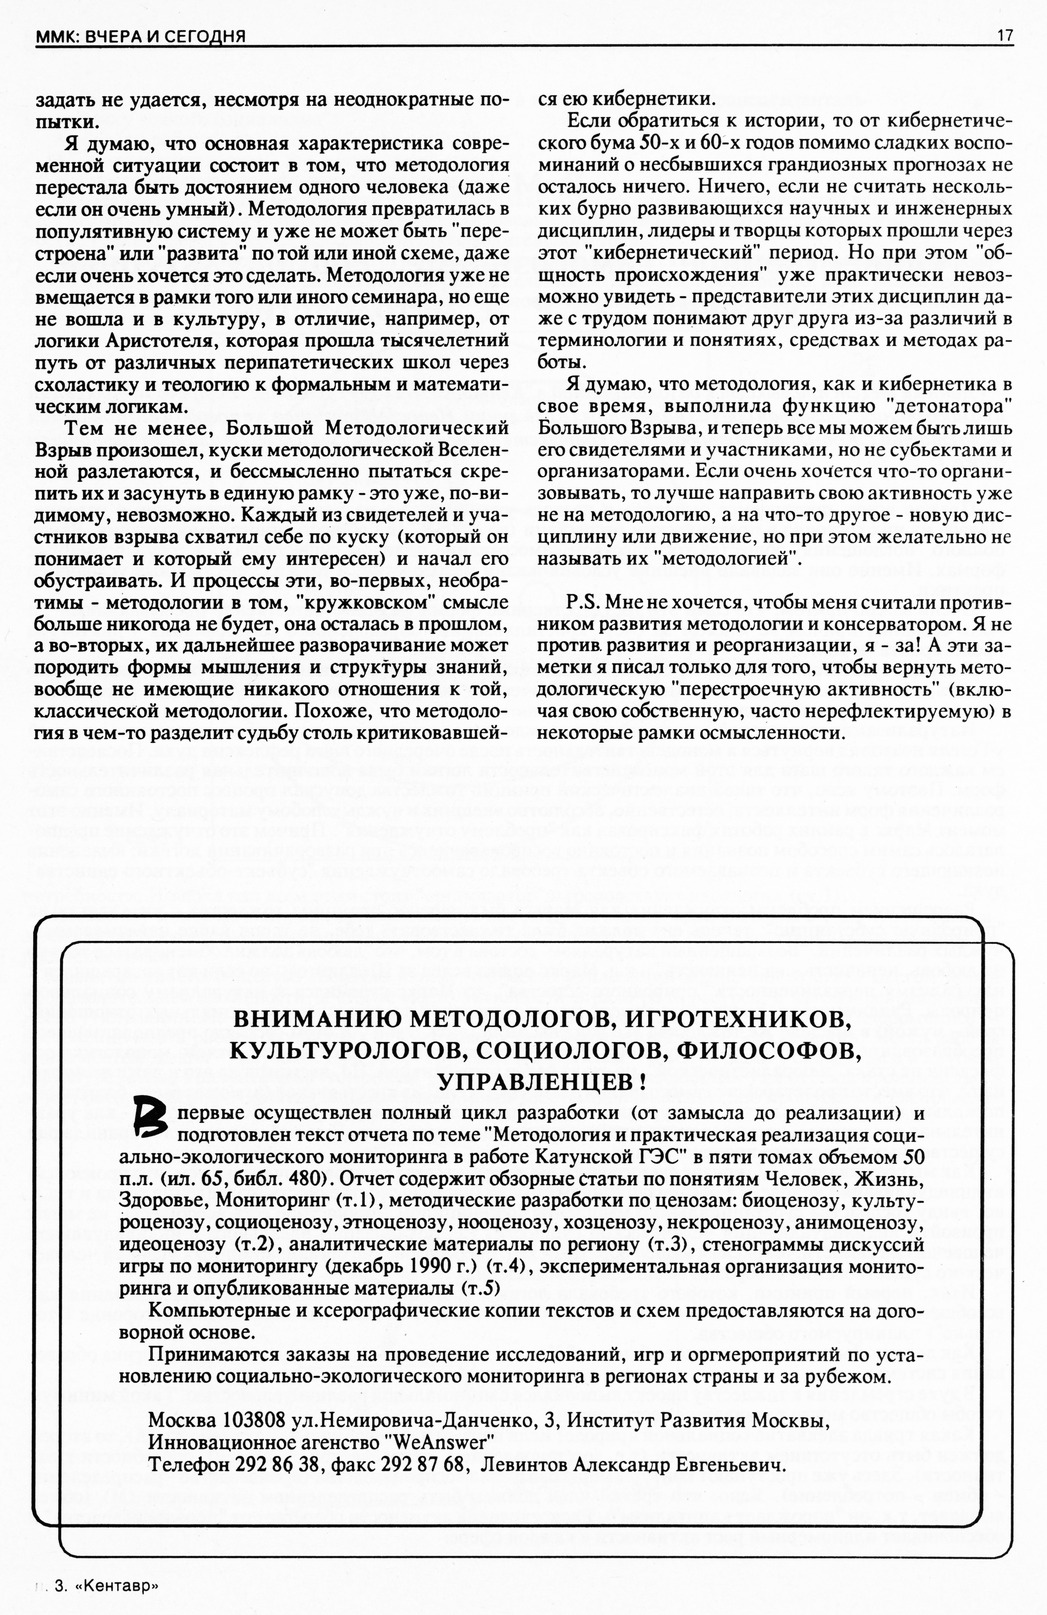 ММК: ВЧЕРА И СЕГОДНЯ
17
задать не удается, несмотря на неоднократные по-
пытки.
Я думаю, что основная характеристика совре-
менной ситуации состоит в том, что методология
перестала быть достоянием одного человека (даже
если он очень умный). Методология превратилась в
популятивную систему и уже не может быть "пере-
строена" или "развита" по той или иной схеме, даже
если очень хочется это сделать. Методология уже не
вмещается в рамки того или иного семинара, но еще
не вошла и в культуру, в отличие, например, от
логики Аристотеля, которая прошла тысячелетний
путь от различных перипатетических школ через
схоластику и теологию к формальным и математи-
ческим логикам.
Тем не менее, Большой Методологический
Взрыв произошел, куски методологической Вселен-
ной разлетаются, и бессмысленно пытаться скре-
пить их и засунуть в единую рамку - это уже, по-ви-
димому, невозможно. Каждый из свидетелей и уча-
стников взрыва схватил себе по куску (который он
понимает и который ему интересен) и начал его
обустраивать. И процессы эти, во-первых, необра-
тимы - методологии в том, "кружковском" смысле
больше никогда не будет, она осталась в прошлом,
а во-вторых, их дальнейшее разворачивание может
породить формы мышления и структуры знаний,
вообще не имеющие никакого отношения к той,
классической методологии. Похоже, что методоло-
гия в чем-то разделит судьбу столь критиковавшей-
ся ею кибернетики.
Если обратиться к истории, то от кибернетиче-
ского бума 50-х и 60-х годов помимо сладких воспо-
минаний о несбывшихся грандиозных прогнозах не
осталось ничего. Ничего, если не считать несколь-
ких бурно развивающихся научных и инженерных
дисциплин, лидеры и творцы которых прошли через
этот "кибернетический" период. Но при этом "об-
щность происхождения" уже практически невоз-
можно увидеть - представители этих дисциплин да-
же с трудом понимают друг друга из-за различий в
терминологии и понятиях, средствах и методах ра-
боты.
Я думаю, что методология, как и кибернетика в
свое время, выполнила функцию "детонатора"
Большого Взрыва, и теперь все мы можем быть лишь
его свидетелями и участниками, но не субъектами и
организаторами. Если очень хочется что-то органи-
зовывать, то лучше направить свою активность уже
не на методологию, а на что-то другое - новую дис-
циплину или движение, но при этом желательно не
называть их "методологией".
P.S. Мне не хочется, чтобы меня считали против-
ником развития методологии и консерватором. Я не
против развития и реорганизации, я - за! А эти за-
метки я писал только для того, чтобы вернуть мето-
дологическую "перестроечную активность" (вклю-
чая свою собственную, часто нерефлектируемую) в
некоторые рамки осмысленности.
ВНИМАНИЮ МЕТОДОЛОГОВ, ИГРОТЕХНИКОВ,
КУЛЬТУРОЛОГОВ, СОЦИОЛОГОВ, ФИЛОСОФОВ,
УПРАВЛЕНЦЕВ !
Впервые осуществлен полный цикл разработки (от замысла до реализации) и
подготовлен текст отчета по теме "Методология и практическая реализация соци-
ально-экологического мониторинга в работе Катунской ГЭС" в пяти томах объемом 50
п.л. (ил. 65, библ. 480). Отчет содержит обзорные статьи по понятиям Человек, Жизнь,
Здоровье, Мониторинг (т.1), методические разработки по ценозам: биоценозу, культу-
роценозу, социоценозу, этноценозу, нооценозу, хозценозу, некроценозу, анимоценозу,
идеоценозу (т.2), аналитические материалы по региону (т.3), стенограммы дискуссий
игры по мониторингу (декабрь 1990 г.) (т.4), экспериментальная организация монито-
ринга и опубликованные материалы (т.5)
Компьютерные и ксерографические копии текстов и схем предоставляются на дого-
ворной основе.
Принимаются заказы на проведение исследований, игр и оргмероприятий по уста-
новлению социально-экологического мониторинга в регионах страны и за рубежом.
Москва 103808 ул.Немировича-Данченко, 3, Институт Развития Москвы,
Инновационное агенство "WeAnswer"
Телефон 292 86 38, факс 292 87 68, Левинтов Александр Евгеньевич.
3. «Кентавр»